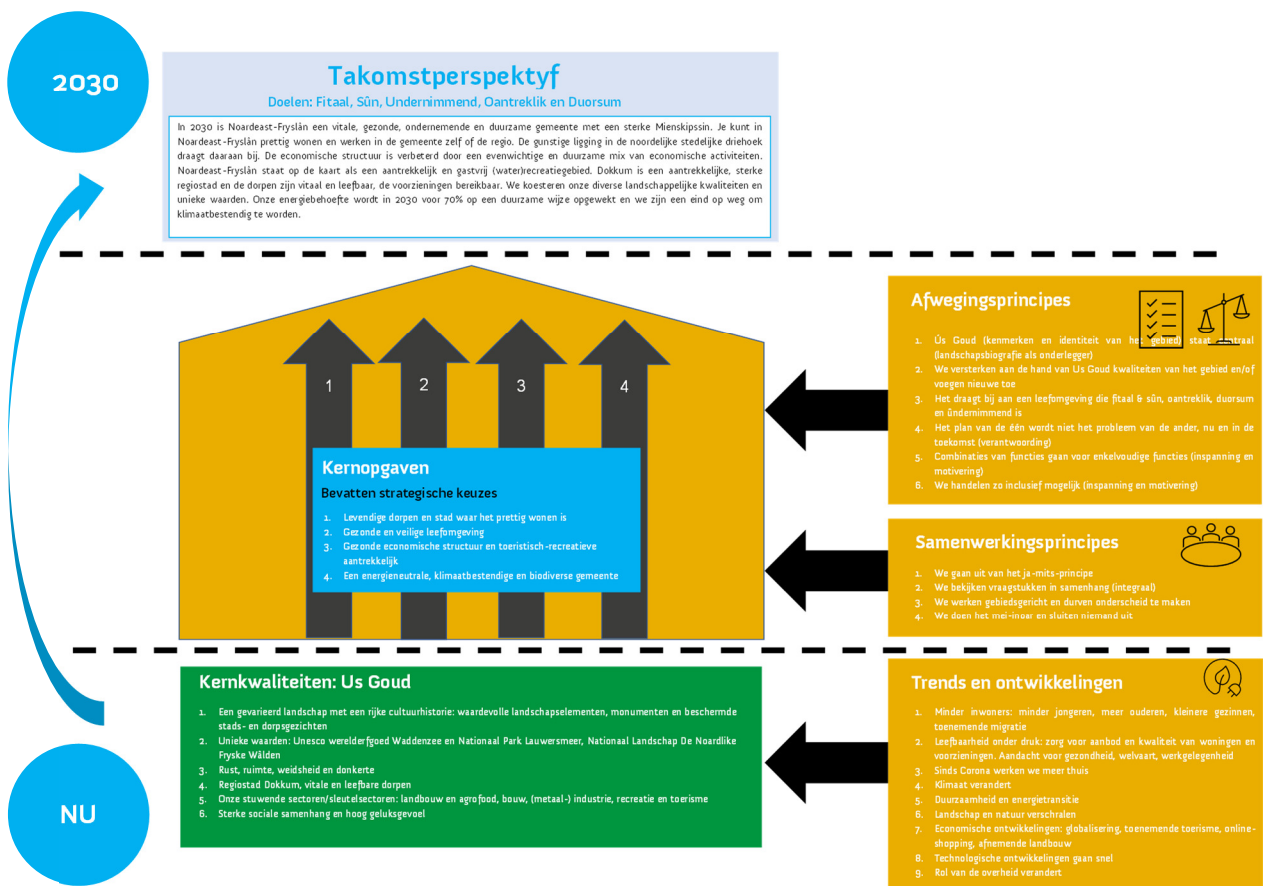 2030
Takomstperspektyf
Doelen: Fitaal, Sûn, Undernimmend, Oantreklik en Duorsum
In 2030 is Noardeast-Fryslân een vitale, gezonde, ondernemende en duurzame gemeente met een sterke Mienskipssin. Je kunt in
Noardeast-Fryslân prettig wonen en werken in de gemeente zelf of de regio. De gunstige ligging in de noordelijke stedelijke driehoek
draagt daaraan bij. De economische structuur is verbeterd door een evenwichtige en duurzame mix van economische activiteiten.
Noardeast-Fryslân staat op de kaart als een aantrekkelijk en gastvrij (water)recreatiegebied. Dokkum is een aantrekkelijke, sterke
regiostad en de dorpen zijn vitaal en leefbaar, de voorzieningen bereikbaar. We koesteren onze diverse landschappelijke kwaliteiten en
unieke waarden. Onze energiebehoefte wordt in 2030 voor 70% op een duurzame wijze opgewekt en we zijn een eind op weg om
klimaatbestendig te worden.
1
2
3
4
Kernopgaven
Bevatten strategische keuzes
1. Levendige dorpen en stad waar het prettig wonen is
2. Gezonde en veilige leefomgeving
3. Gezonde economische structuur en toeristisch-recreatieve
aantrekkelijk
4. Een energieneutrale, klimaatbestendige en biodiverse gemeente
Afwegingsprincipes
1. Ús Goud (kenmerken en identiteit van het gebied) staat centraal
(landschapsbiografie als onderlegger)
2. We versterken aan de hand van Us Goud kwaliteiten van het gebied en/of
voegen nieuwe toe
3. Het draagt bij aan een leefomgeving die fitaal & sûn, oantreklik, duorsum
en ûndernimmend is
4. Het plan van de één wordt niet het probleem van de ander, nu en in de
toekomst (verantwoording)
5. Combinaties van functies gaan voor enkelvoudige functies (inspanning en
motivering)
6. We handelen zo inclusief mogelijk (inspanning en motivering)
Samenwerkingsprincipes
1. We gaan uit van het ja-mits-principe
2. We bekijken vraagstukken in samenhang (integraal)
3. We werken gebiedsgericht en durven onderscheid te maken
4. We doen het mei-inoar en sluiten niemand uit
Kernkwaliteiten: Us Goud
1. Een gevarieerd landschap met een rijke cultuurhistorie: waardevolle landschapselementen, monumenten en beschermde
stads- en dorpsgezichten
2. Unieke waarden: Unesco werelderfgoed Waddenzee en Nationaal Park Lauwersmeer, Nationaal Landschap De Noardlike
Fryske Wâlden
3. Rust, ruimte, weidsheid en donkerte
4. Regiostad Dokkum, vitale en leefbare dorpen
5. Onze stuwende sectoren/sleutelsectoren: landbouw en agrofood, bouw, (metaal-) industrie, recreatie en toerisme
6. Sterke sociale samenhang en hoog geluksgevoel
Trends en ontwikkelingen
1. Minder inwoners: minder jongeren, meer ouderen, kleinere gezinnen,
toenemende migratie
2. Leefbaarheid onder druk: zorg voor aanbod en kwaliteit van woningen en
voorzieningen. Aandacht voor gezondheid, welvaart, werkgelegenheid
3. Sinds Corona werken we meer thuis
4. Klimaat verandert
5. Duurzaamheid en energietransitie
6. Landschap en natuur verschralen
7. Economische ontwikkelingen: globalisering, toenemende toerisme, online-
shopping, afnemende landbouw
8. Technologische ontwikkelingen gaan snel
9. Rol van de overheid verandert
NU